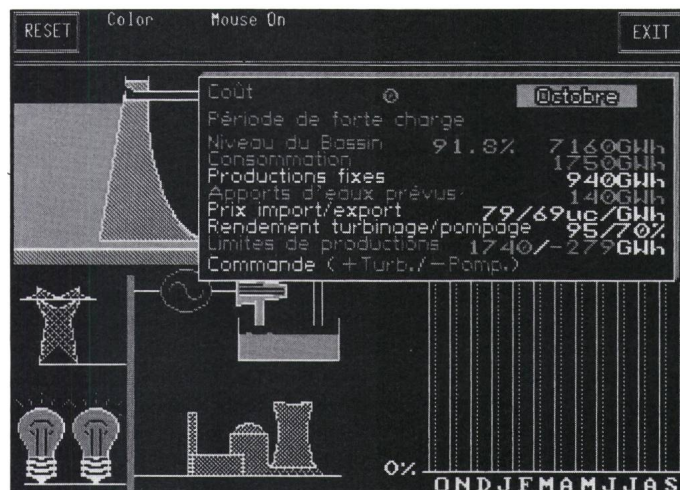 RESET Color Mouse On EXIT
Coût 0 Octobre
Période de forte charge
Niveau du Bassin 91.8% 7160GWh
Consommation 1750GWh
Productions fixes 940GWh
Apports d'eaux prévus: 140GWh
Prix import/export 79/69uc/GWh
Rendement turbinage/pompage 95/70%
Limites de productions 1740/-279GWh
Commande (+Turb./-Pomp.)
0%
O N D J F M A M J J A S